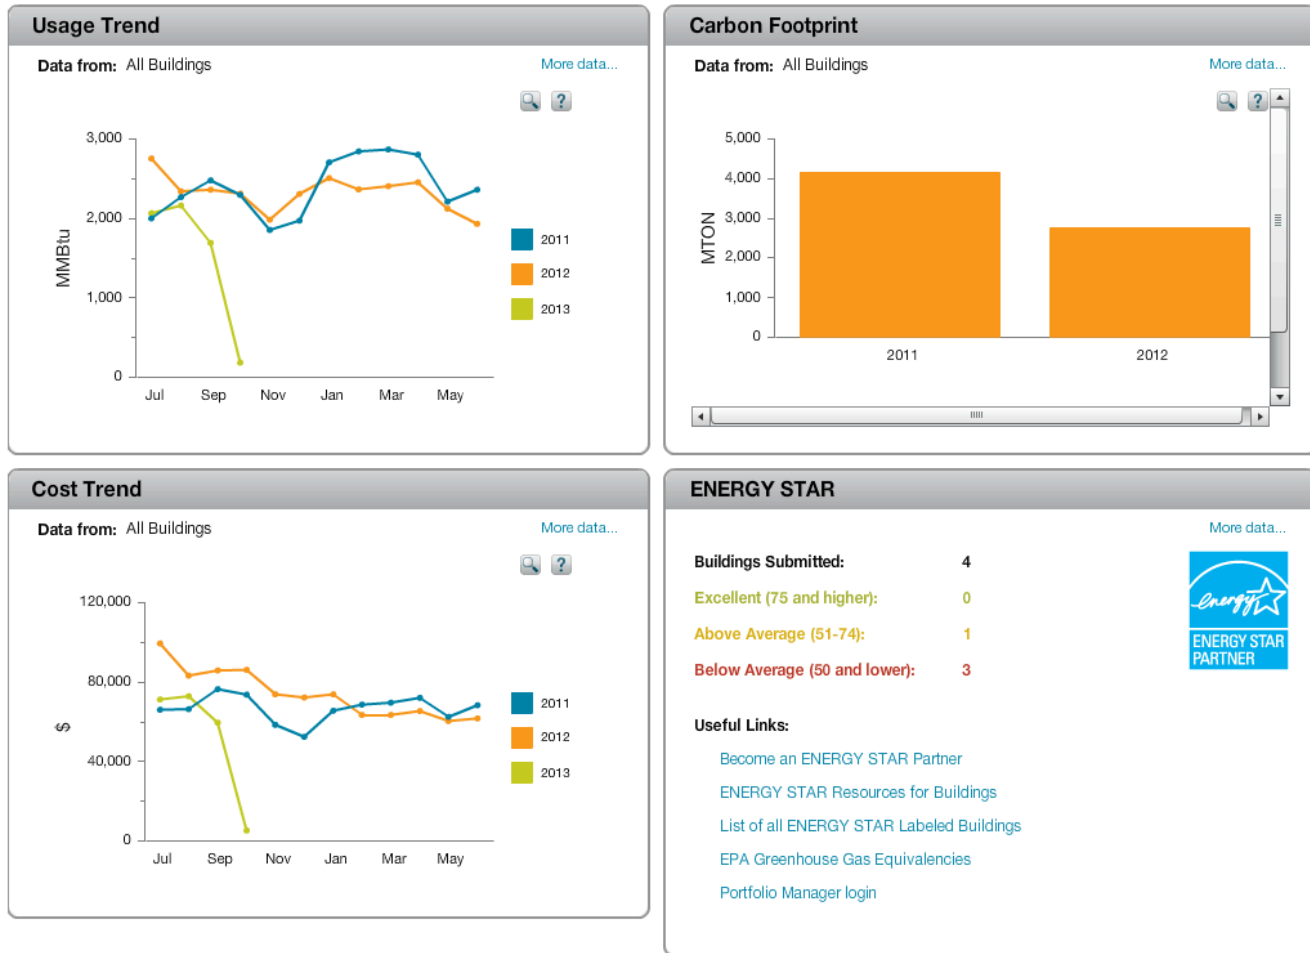 Usage Trend
Data from: All Buildings
More data...
3,000
2,000
1,000
0
MMBtu
Jul Sep Nov Jan Mar May
2011
2012
2013
Carbon Footprint
Data from: All Buildings
More data...
5,000
4,000
3,000
2,000
1,000
0
MTON
2011 2012
Cost Trend
Data from: All Buildings
More data...
120,000
80,000
40,000
0
$
Jul Sep Nov Jan Mar May
2011
2012
2013
ENERGY STAR
More data...
Buildings Submitted: 4
Excellent (75 and higher): 0
Above Average (51-74): 1
Below Average (50 and lower): 3
energy
ENERGY STAR
PARTNER
Useful Links:
Become an ENERGY STAR Partner
ENERGY STAR Resources for Buildings
List of all ENERGY STAR Labeled Buildings
EPA Greenhouse Gas Equivalencies
Portfolio Manager login